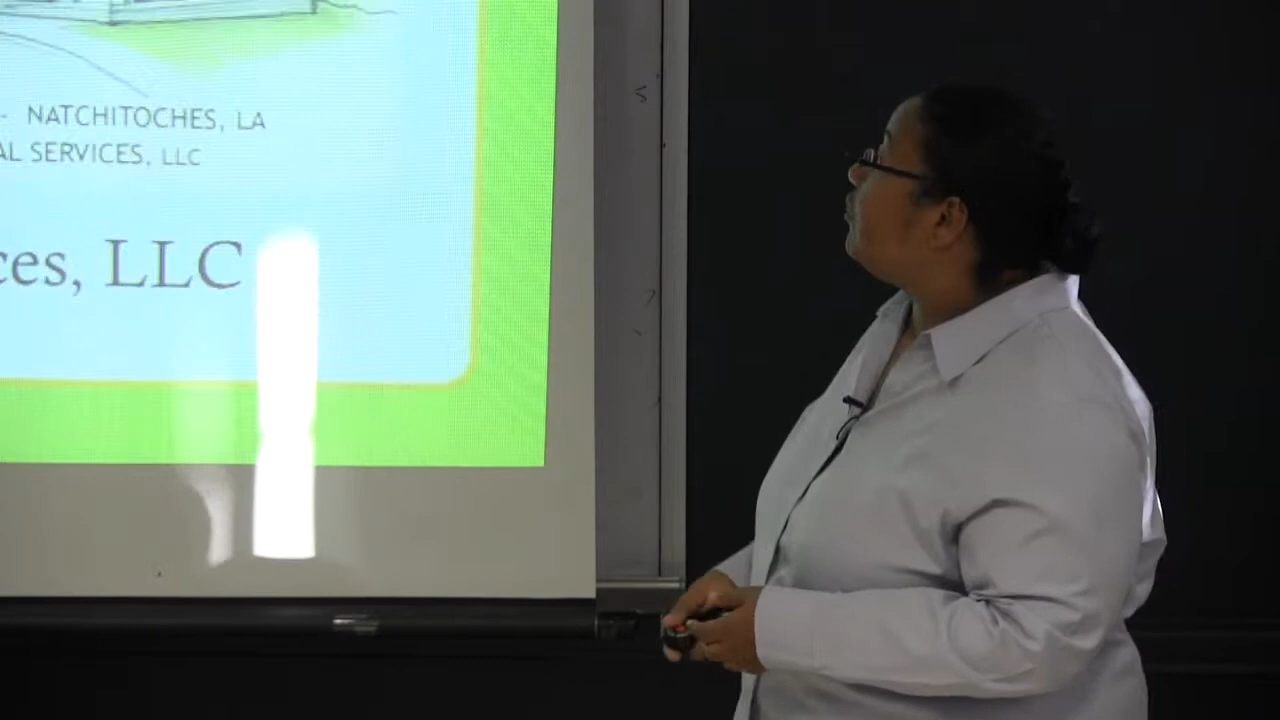 - NATCHITOCHES, LA
AL SERVICES, LLC
ces, LLC